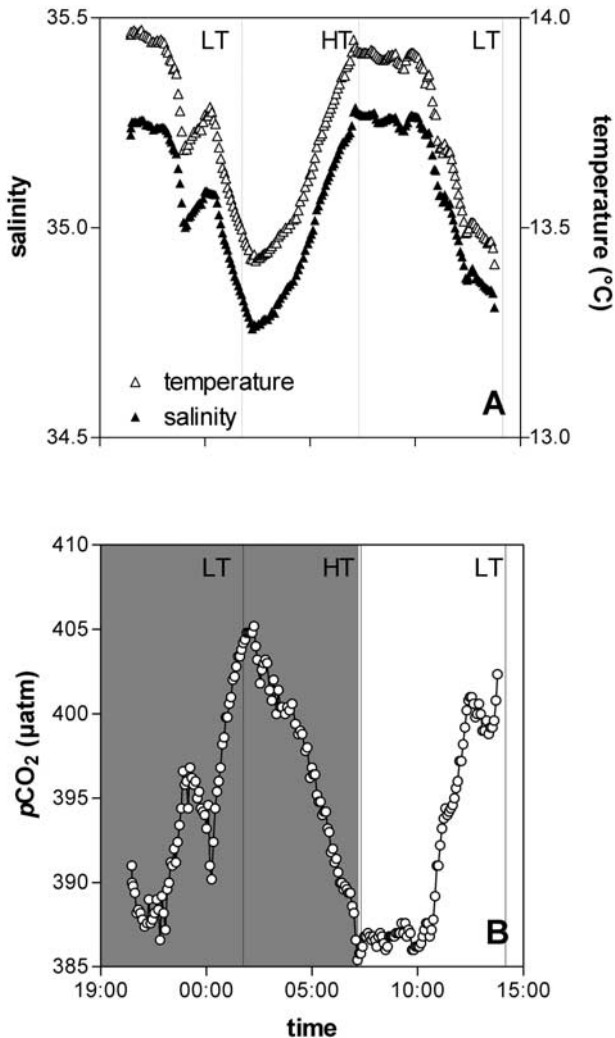 35.5
14.0
LT
HT
LT
salinity
35.0
13.5
temperature (°C)
△ temperature
▲ salinity
A
34.5
13.0
410
LT
HT
LT
405
pCO₂ (µatm)
400
395
390
B
385
19:00
00:00
05:00
10:00
15:00
time